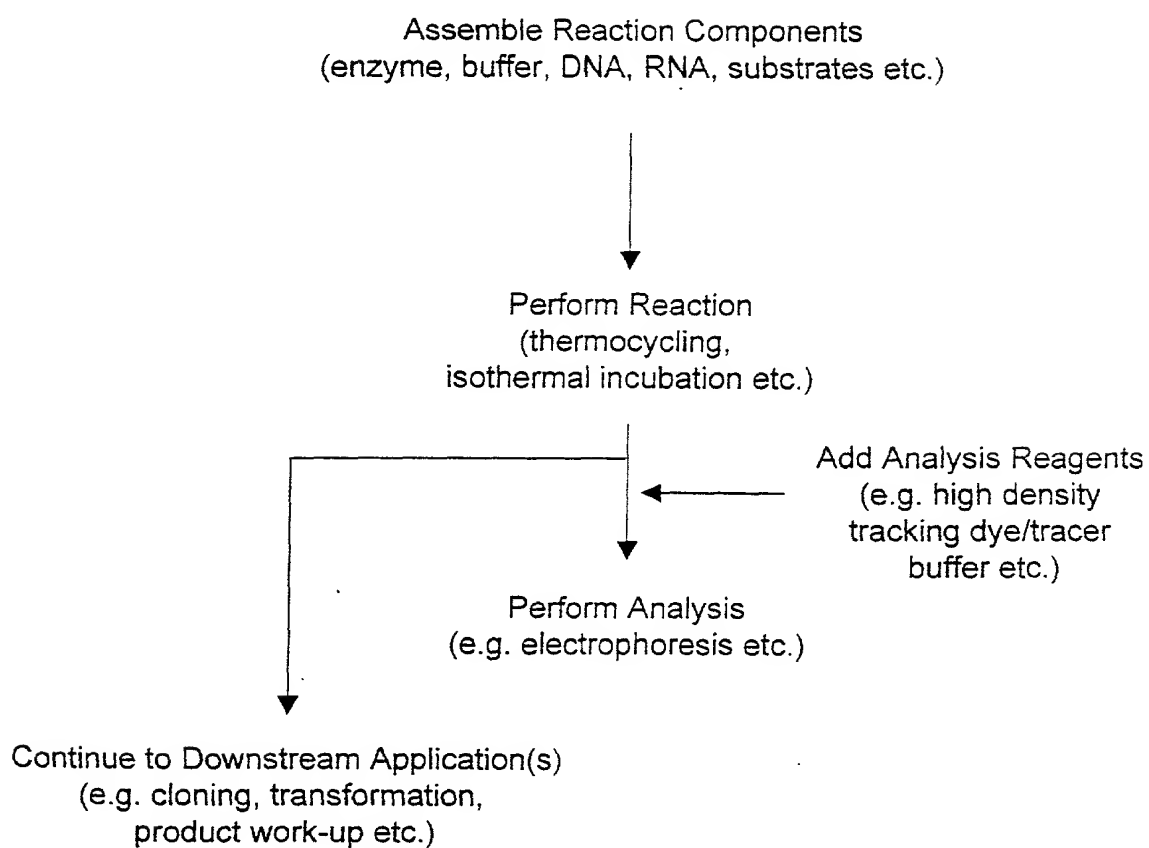 Assemble Reaction Components
(enzyme, buffer, DNA, RNA, substrates etc.)
Perform Reaction
(thermocycling,
isothermal incubation etc.)
Add Analysis Reagents
(e.g. high density
tracking dye/tracer
buffer etc.)
Perform Analysis
(e.g. electrophoresis etc.)
Continue to Downstream Application(s)
(e.g. cloning, transformation,
product work-up etc.)